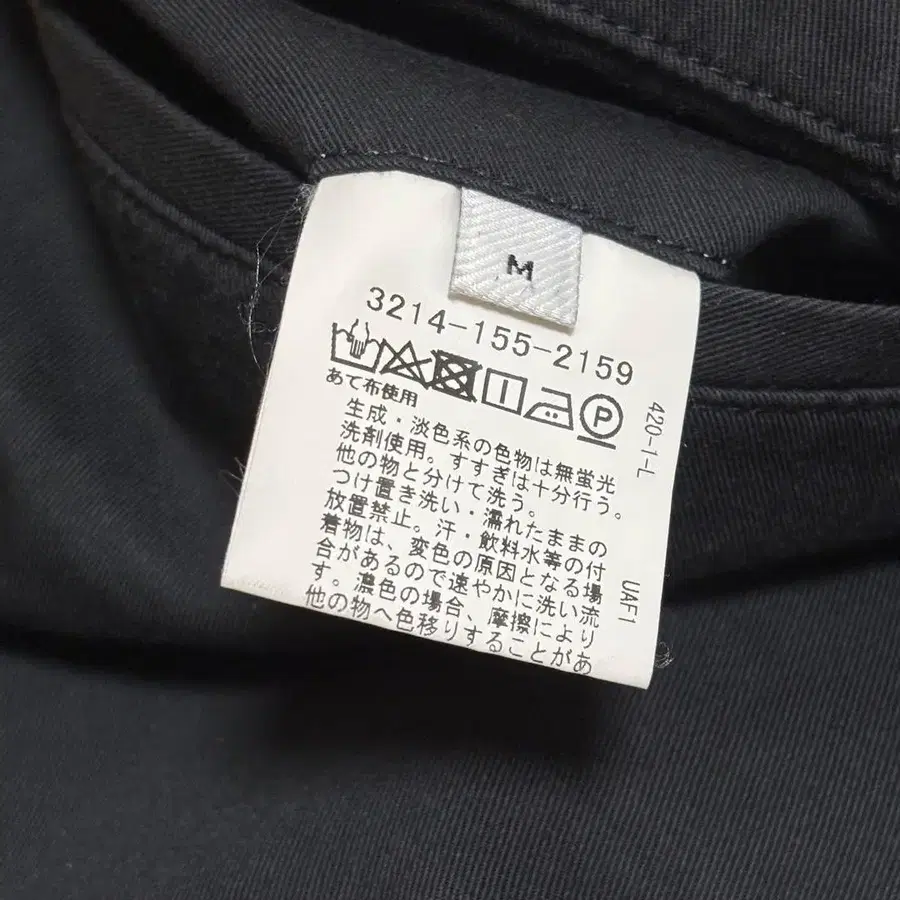 M
3214-155-2159
P
あて布使用
生成・淡色系の色物は無蛍光
洗剤使用。すすぎは十分行う。
他の物と分けて洗う。
つけ置き洗い・濡れたままの
放置禁止。汗・飲料水等の付
着物は、変色の原因となる場
合があるので速やかに洗い流
す。濃色の場合、摩擦により
他の物へ色移りすることがあ
420-1-L
UAF1